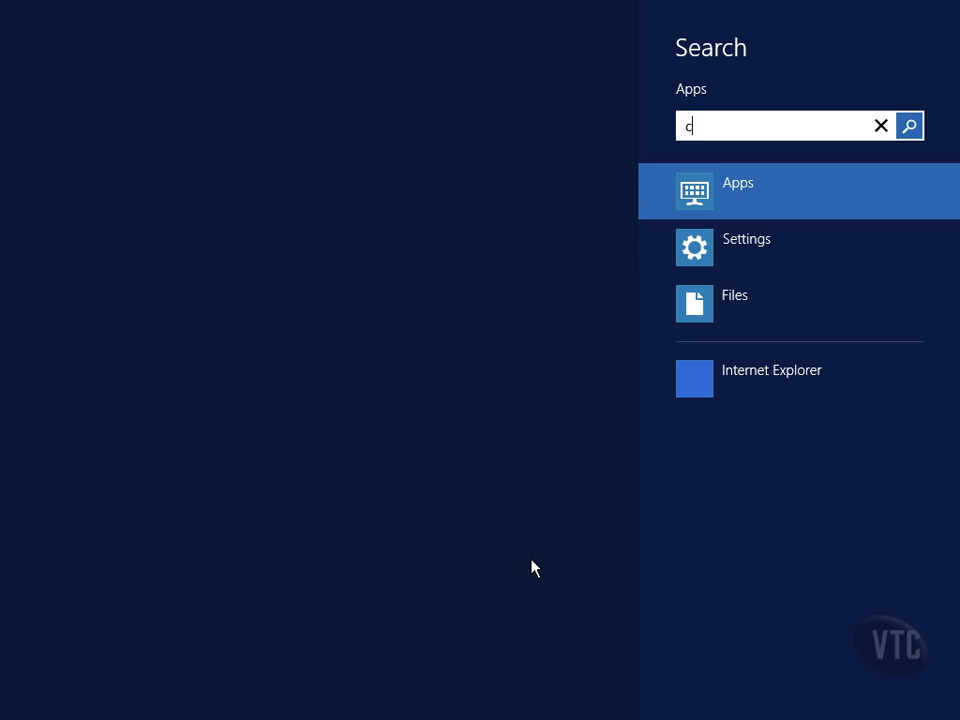 Search
Apps
c
Apps
Settings
Files
Internet Explorer
VTC